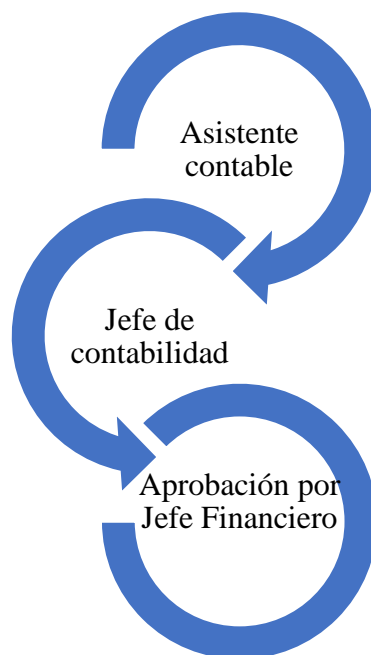 Asistente
contable
Jefe de
contabilidad
Aprobación por
Jefe Financiero